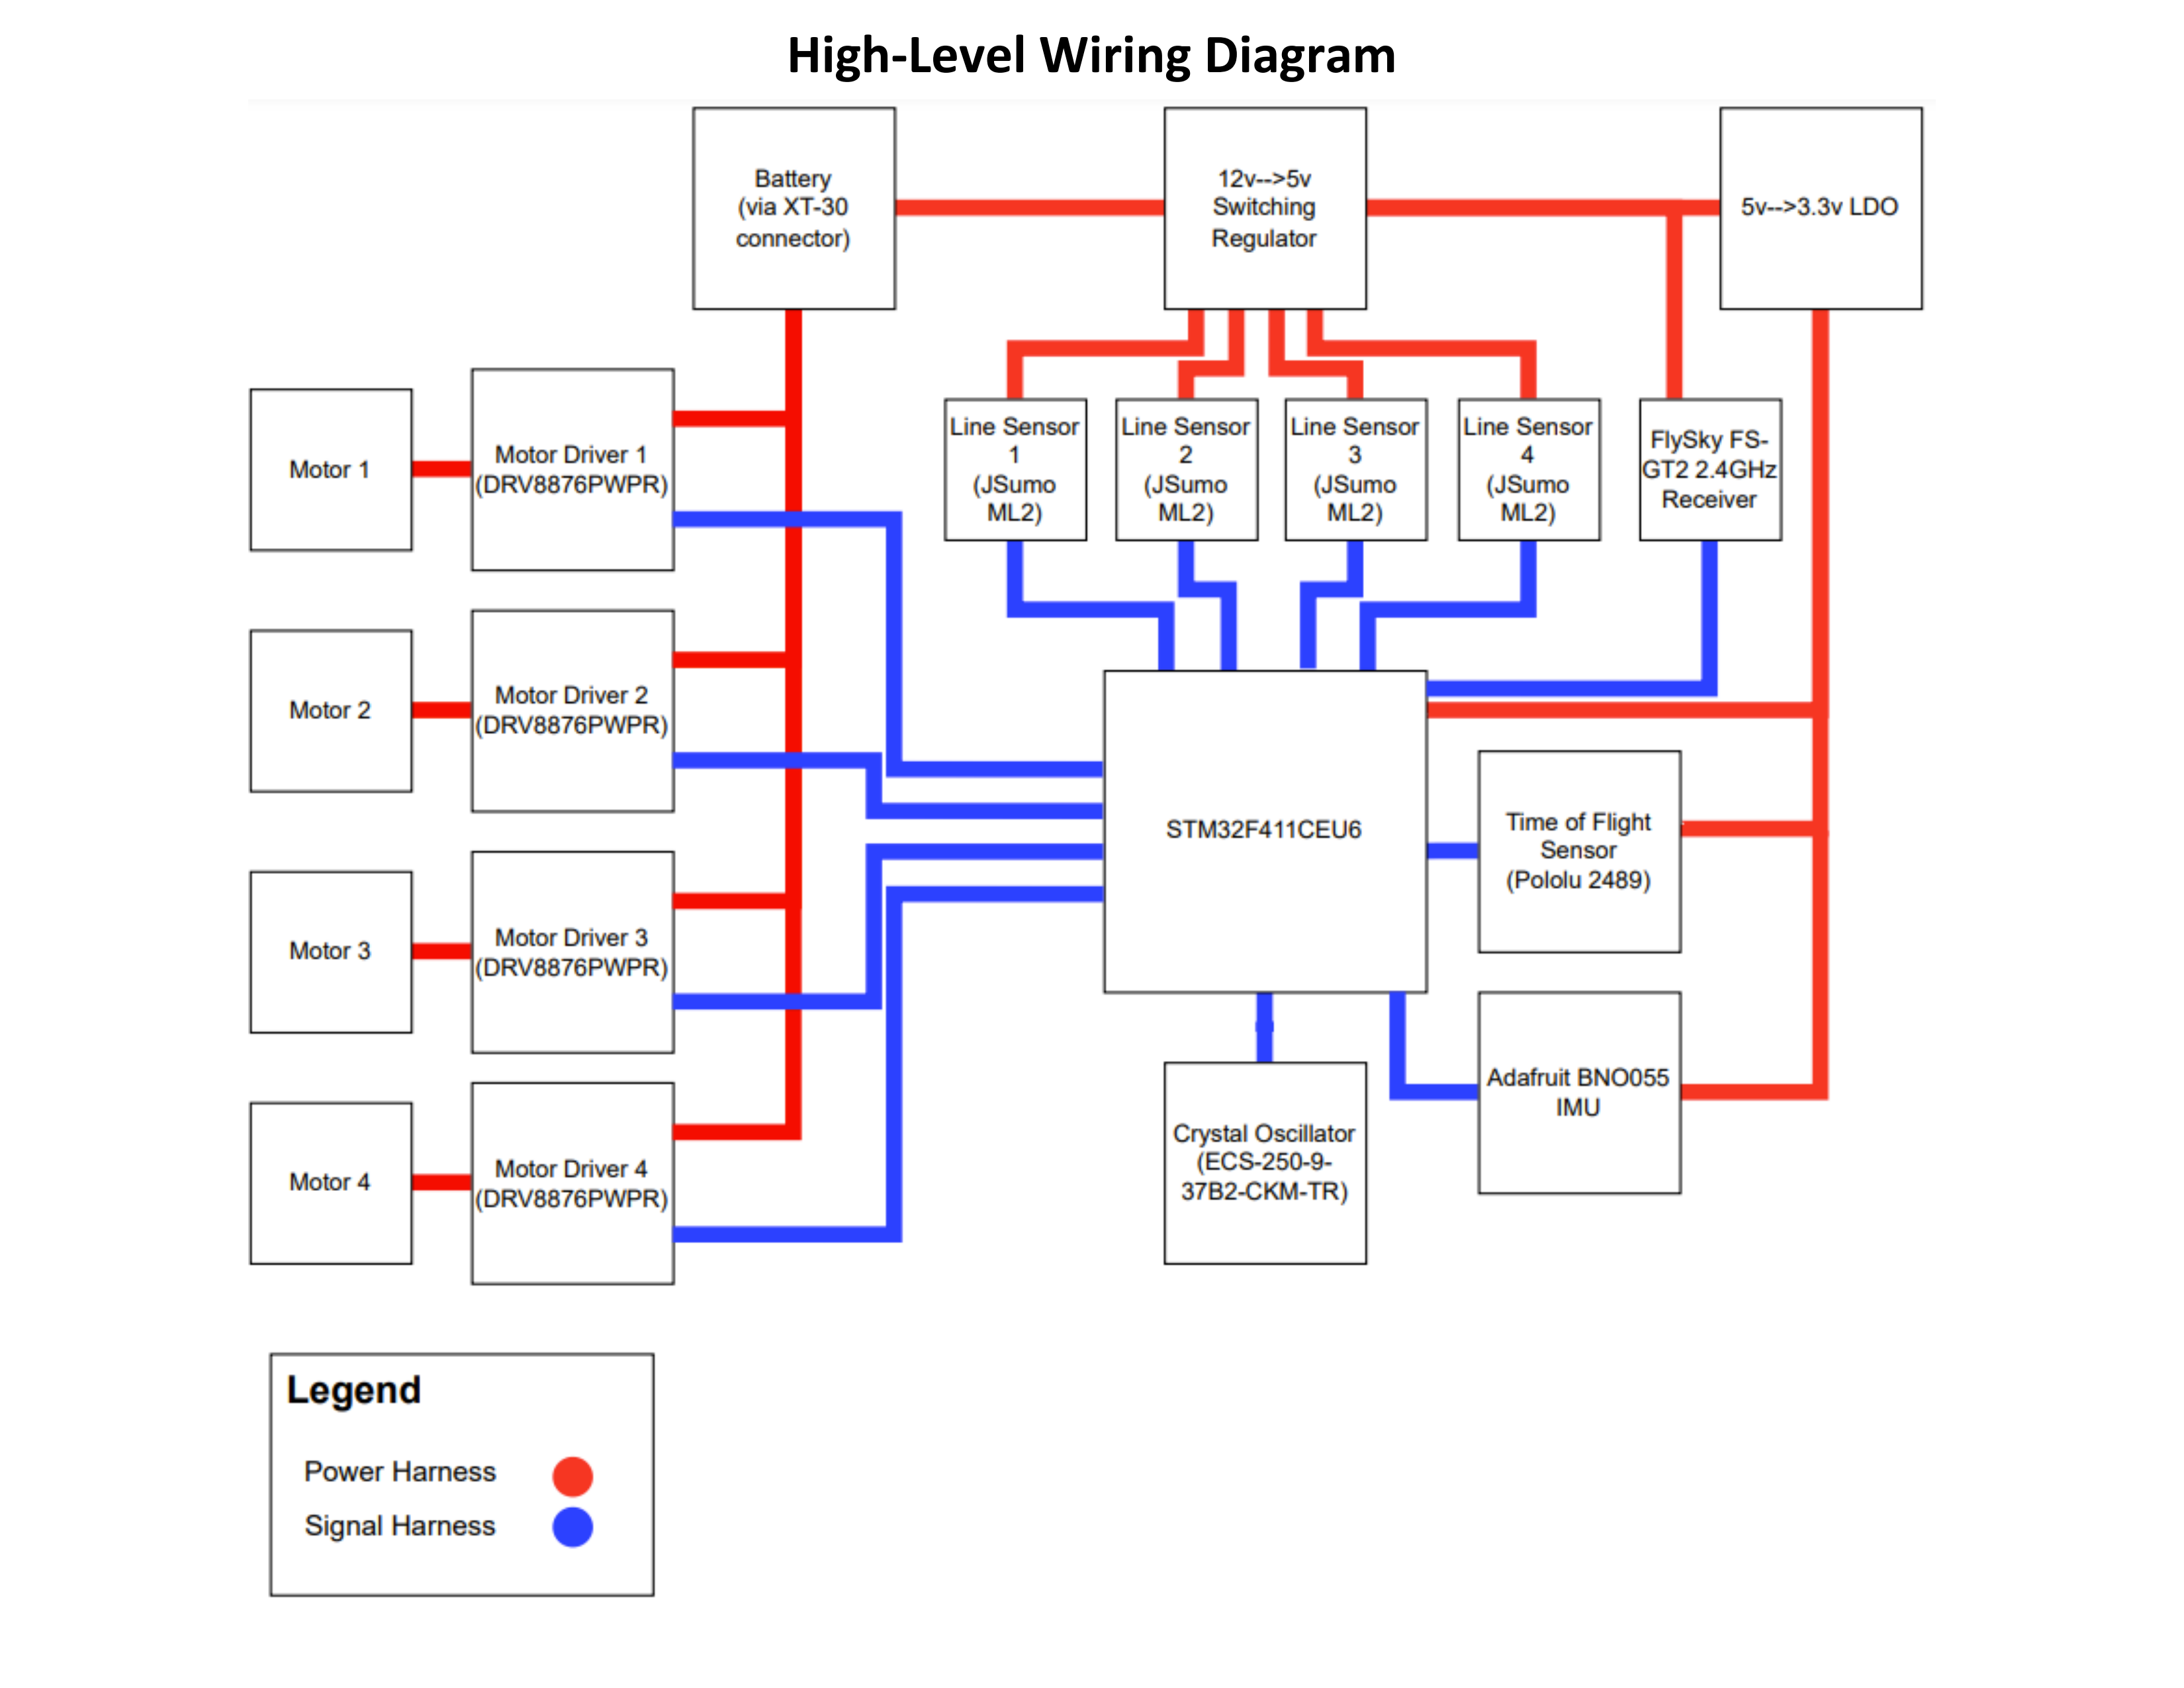 High-Level Wiring Diagram
Battery
(via XT-30
connector)
12v-->5v
Switching
Regulator
5v-->3.3v LDO
Line Sensor
1
(JSumo
ML2)
Line Sensor
2
(JSumo
ML2)
Line Sensor
3
(JSumo
ML2)
Line Sensor
4
(JSumo
ML2)
FlySky FS-
GT2 2.4GHz
Receiver
Motor 1
Motor Driver 1
(DRV8876PWPR)
Motor 2
Motor Driver 2
(DRV8876PWPR)
STM32F411CEU6
Time of Flight
Sensor
(Pololu 2489)
Motor 3
Motor Driver 3
(DRV8876PWPR)
Adafruit BNO055
IMU
Crystal Oscillator
(ECS-250-9-
37B2-CKM-TR)
Motor 4
Motor Driver 4
(DRV8876PWPR)
Legend
Power Harness
Signal Harness